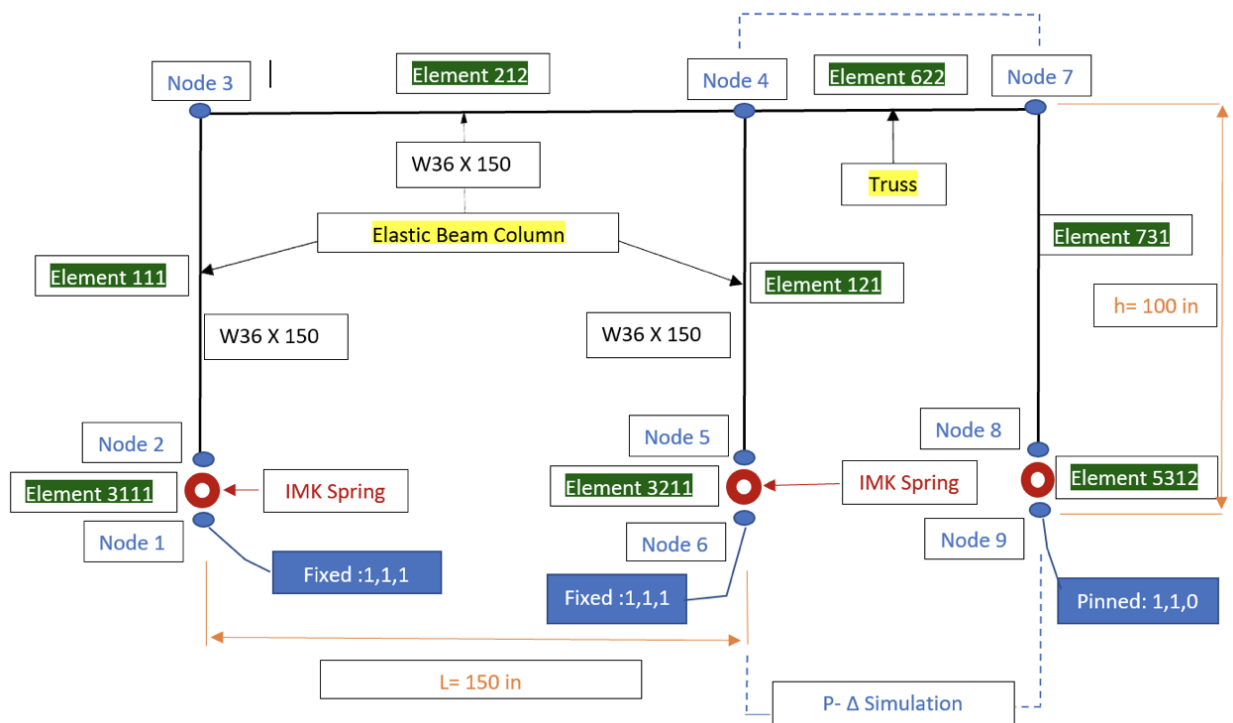 Node 3
Element 212
Node 4
Element 622
Node 7
W36 X 150
Truss
Elastic Beam Column
Element 731
Element 111
Element 121
h= 100 in
W36 X 150
W36 X 150
Node 2
Node 5
Node 8
Element 3111
IMK Spring
Element 3211
IMK Spring
Element 5312
Node 1
Node 6
Node 9
Fixed :1,1,1
Fixed :1,1,1
Pinned: 1,1,0
L= 150 in
P- Δ Simulation